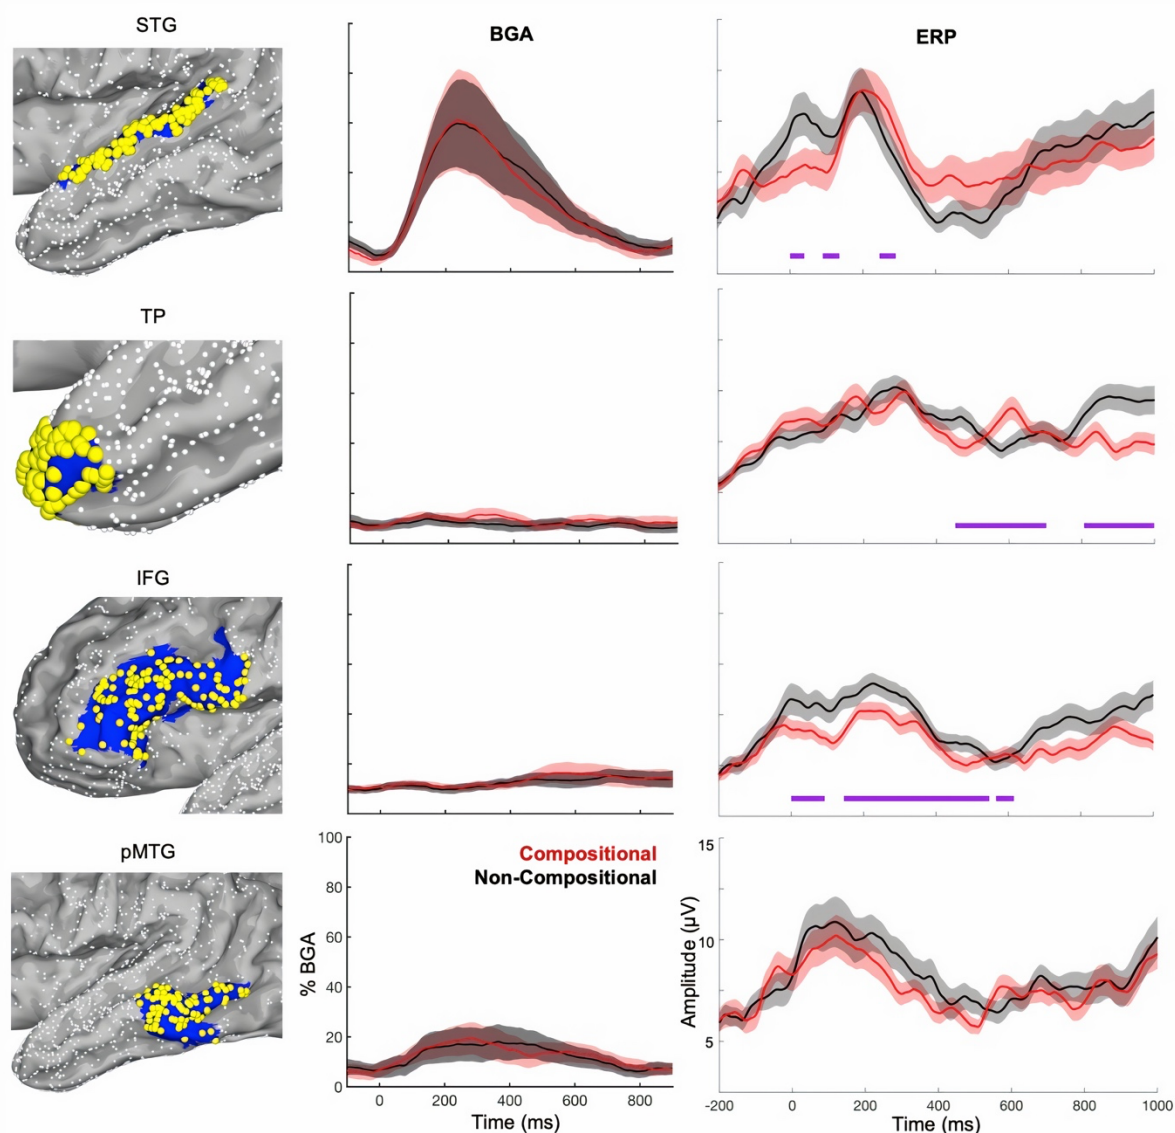 STG
BGA
ERP
TP
IFG
pMTG
100
80
60
40
20
0
% BGA
Compositional
Non-Compositional
0
200
400
600
800
Time (ms)
15
10
5
Amplitude (µV)
-200
0
200
400
600
800
1000
Time (ms)